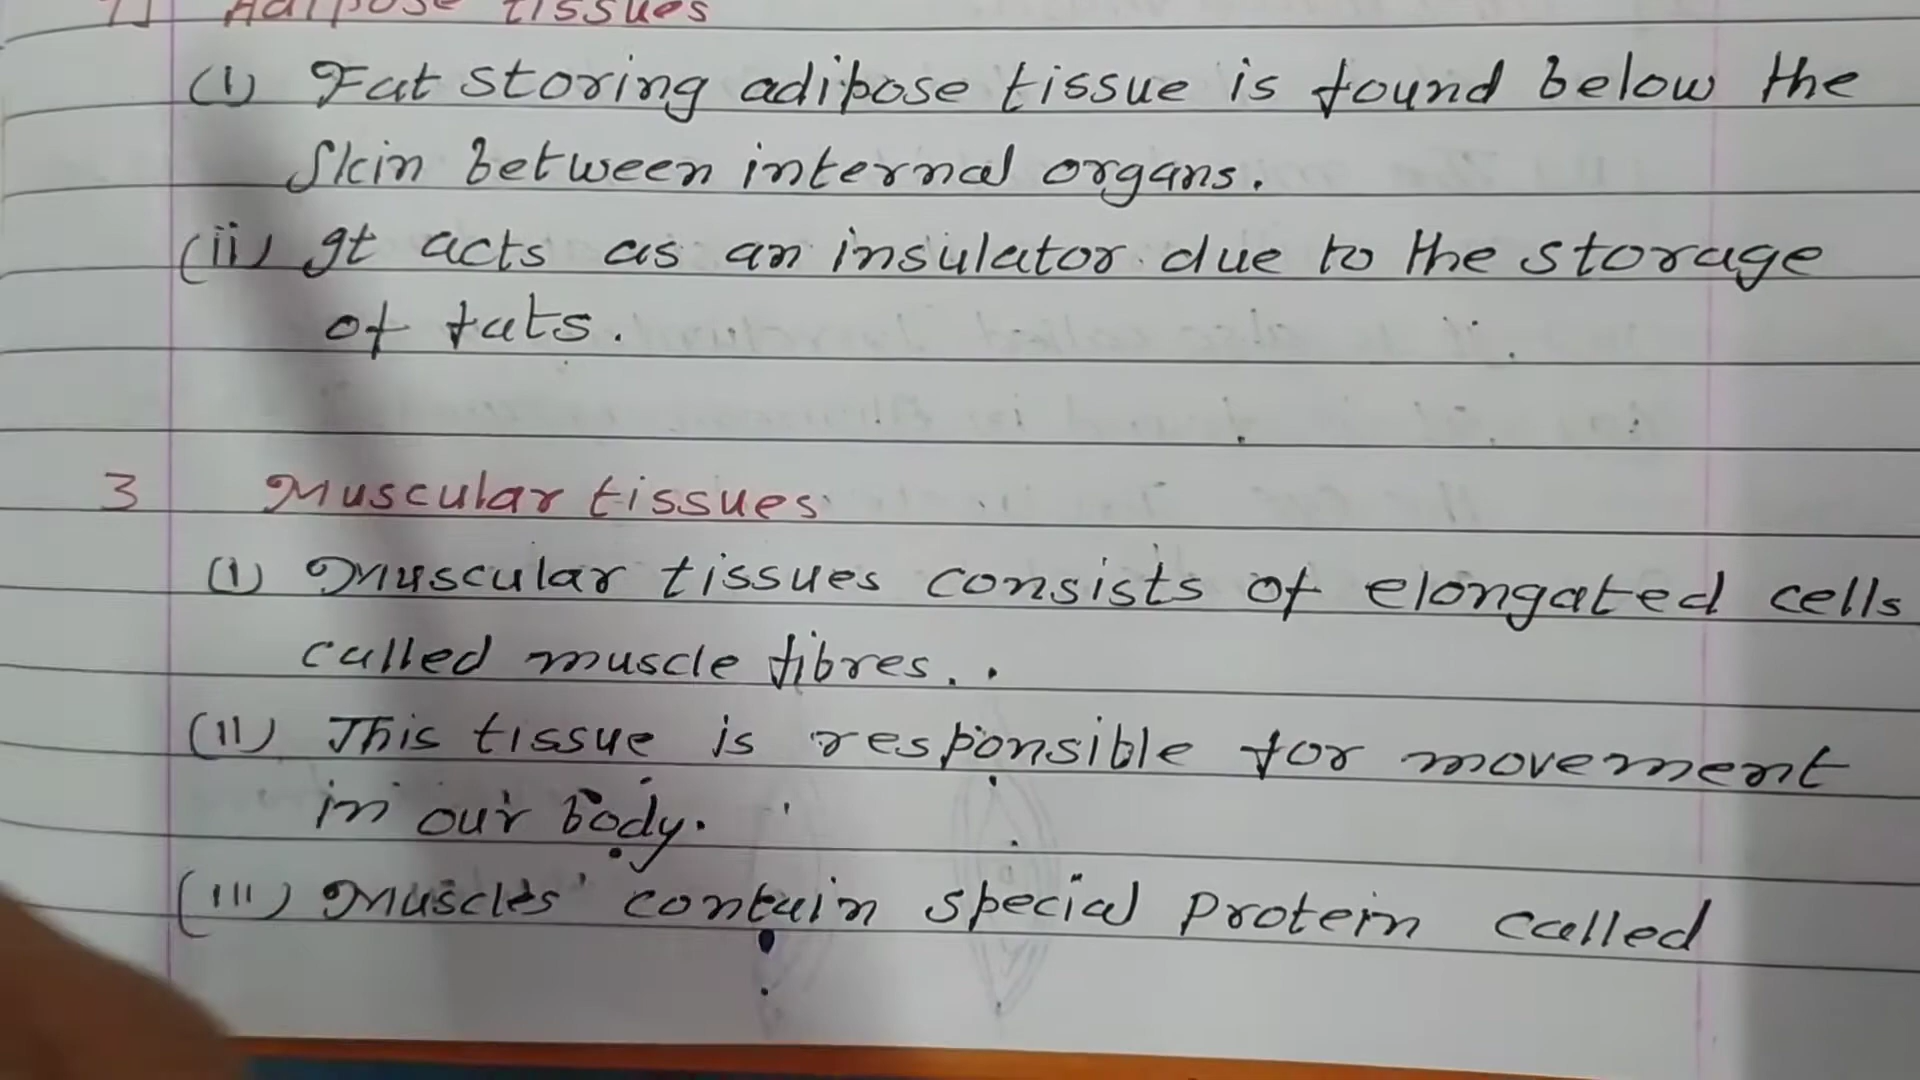 Adipose tissues
(i) Fat storing adipose tissue is found below the
Skin between internal organs.
(ii) It acts as an insulator due to the storage
of fats.
3 Muscular tissues
(i) Muscular tissues consists of elongated cells
called muscle fibres..
(ii) This tissue is responsible for movement
in our body.
(iii) Muscles contain special protein called